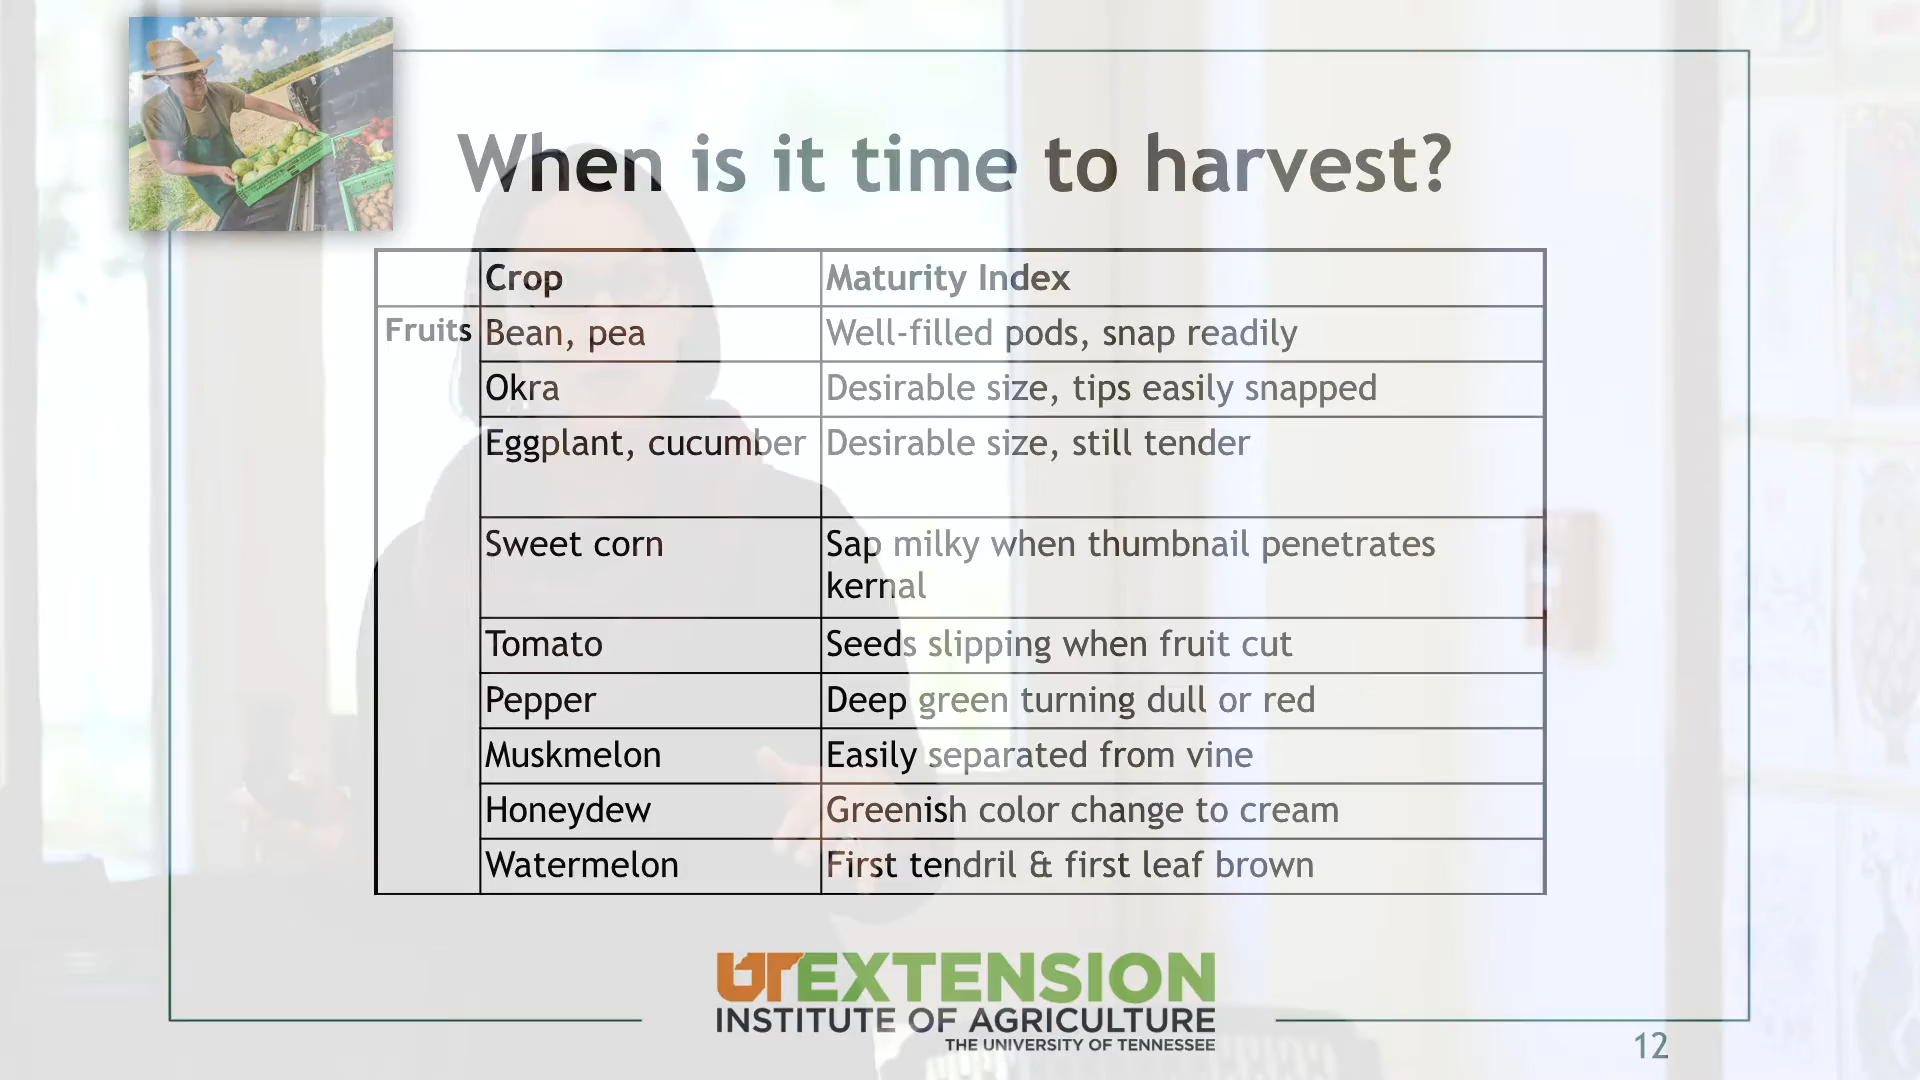 When is it time to harvest?
Crop Maturity Index
Fruits Bean, pea Well-filled pods, snap readily
Okra Desirable size, tips easily snapped
Eggplant, cucumber Desirable size, still tender
Sweet corn Sap milky when thumbnail penetrates
kernal
Tomato Seeds slipping when fruit cut
Pepper Deep green turning dull or red
Muskmelon Easily separated from vine
Honeydew Greenish color change to cream
Watermelon First tendril & first leaf brown
UT EXTENSION
INSTITUTE OF AGRICULTURE
THE UNIVERSITY OF TENNESSEE
12